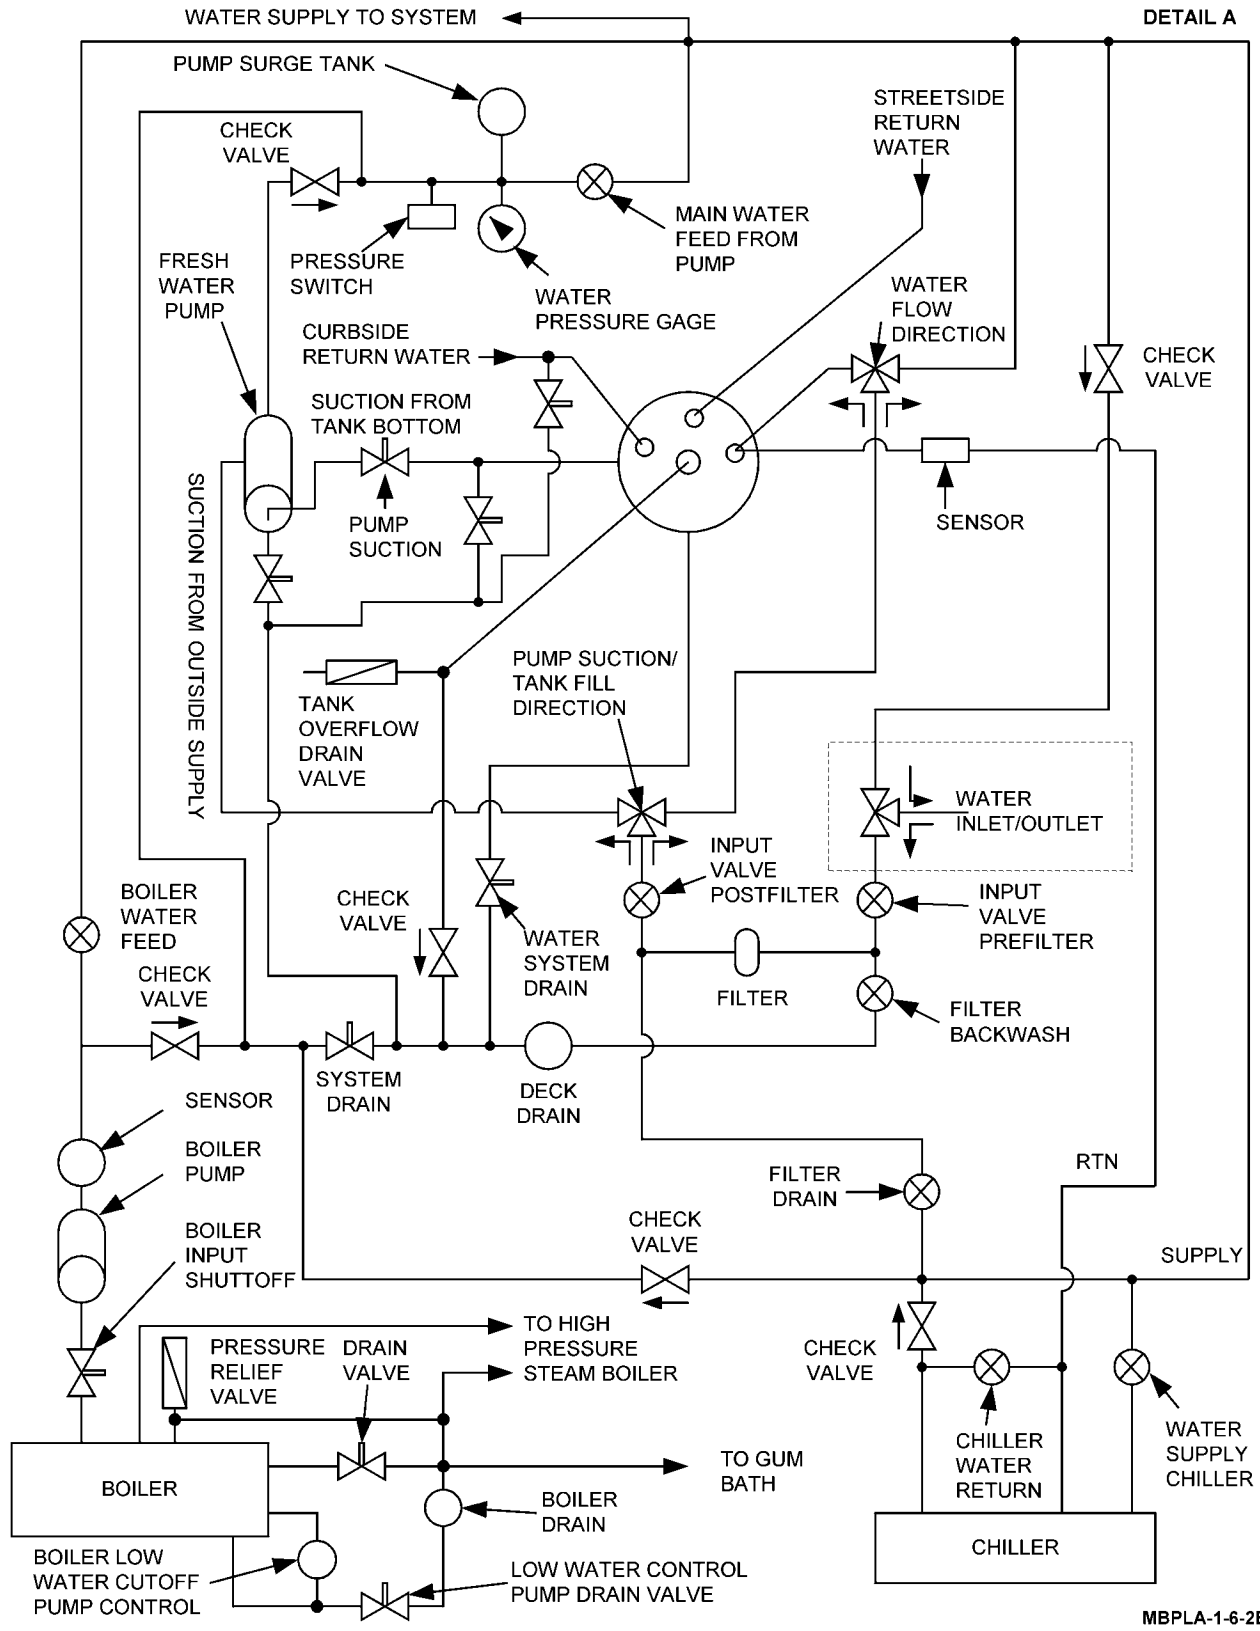 WATER SUPPLY TO SYSTEM
DETAIL A
PUMP SURGE TANK
STREETSIDE
RETURN
WATER
CHECK
VALVE
MAIN WATER
FEED FROM
PUMP
FRESH
WATER
PUMP
PRESSURE
SWITCH
WATER
PRESSURE GAGE
WATER
FLOW
DIRECTION
CURBSIDE
RETURN WATER
CHECK
VALVE
SUCTION FROM
TANK BOTTOM
SUCTION FROM OUTSIDE SUPPLY
PUMP
SUCTION
SENSOR
PUMP SUCTION/
TANK FILL
DIRECTION
TANK
OVERFLOW
DRAIN
VALVE
WATER
INLET/OUTLET
INPUT
VALVE
POSTFILTER
BOILER
WATER
FEED
CHECK
VALVE
INPUT
VALVE
PREFILTER
WATER
SYSTEM
DRAIN
CHECK
VALVE
FILTER
FILTER
BACKWASH
SYSTEM
DRAIN
DECK
DRAIN
SENSOR
BOILER
PUMP
RTN
FILTER
DRAIN
BOILER
INPUT
SHUTTOFF
CHECK
VALVE
SUPPLY
TO HIGH
PRESSURE
STEAM BOILER
PRESSURE
RELIEF
VALVE
DRAIN
VALVE
CHECK
VALVE
CHILLER
WATER
RETURN
WATER
SUPPLY
CHILLER
TO GUM
BATH
BOILER
BOILER
DRAIN
CHILLER
BOILER LOW
WATER CUTOFF
PUMP CONTROL
LOW WATER CONTROL
PUMP DRAIN VALVE
MBPLA-1-6-2E